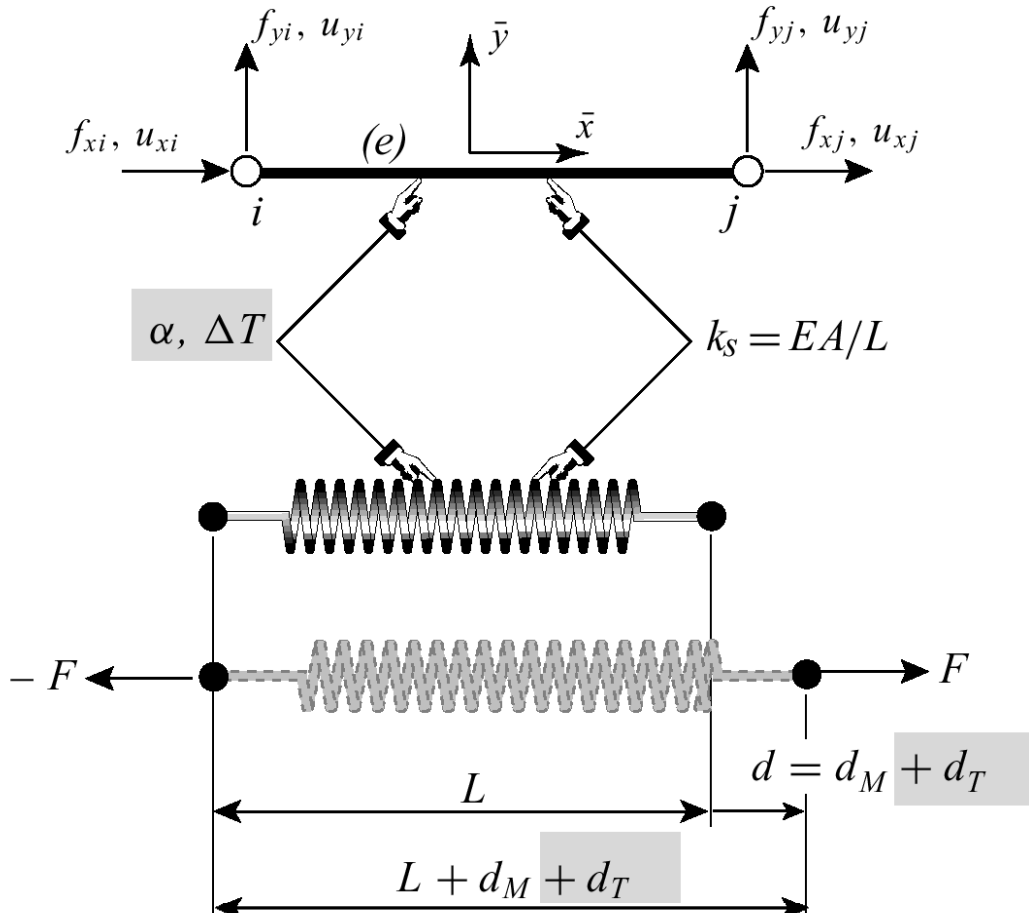 f_{yi}, u_{yi} ȳ f_{yj}, u_{yj}
f_{xi}, u_{xi} (e) x̄ f_{xj}, u_{xj}
i j
α, ΔT k_s = EA/L
− F F
d = d_M + d_T
L
L + d_M + d_T